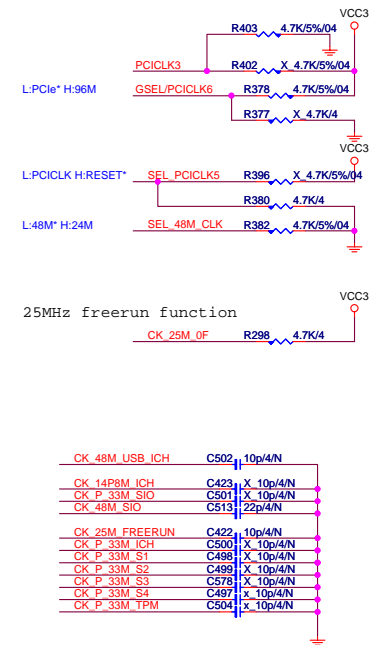 VCC3
R403 4.7K/5%/04
PCICLK3 R402 X_4.7K/5%/04
L:PCIe* H:96M GSEL/PCICLK6 R378 4.7K/5%/04
R377 X_4.7K/4
VCC3
L:PCICLK H:RESET* SEL_PCICLK5 R396 X_4.7K/5%/04
R380 4.7K/4
L:48M* H:24M SEL_48M_CLK R382 4.7K/5%/04
VCC3
25MHz freerun function
CK_25M_0F R298 4.7K/4
CK_48M_USB_ICH C502 10p/4/N
CK_14P8M_ICH C423 X_10p/4/N
CK_P_33M_SIO C501 X_10p/4/N
CK_48M_SIO C513 22p/4/N
CK_25M_FREERUN C422 10p/4/N
CK_P_33M_ICH C500 X_10p/4/N
CK_P_33M_S1 C498 X_10p/4/N
CK_P_33M_S2 C499 X_10p/4/N
CK_P_33M_S3 C578 X_10p/4/N
CK_P_33M_S4 C497 x_10p/4/N
CK_P_33M_TPM C504 x_10p/4/N